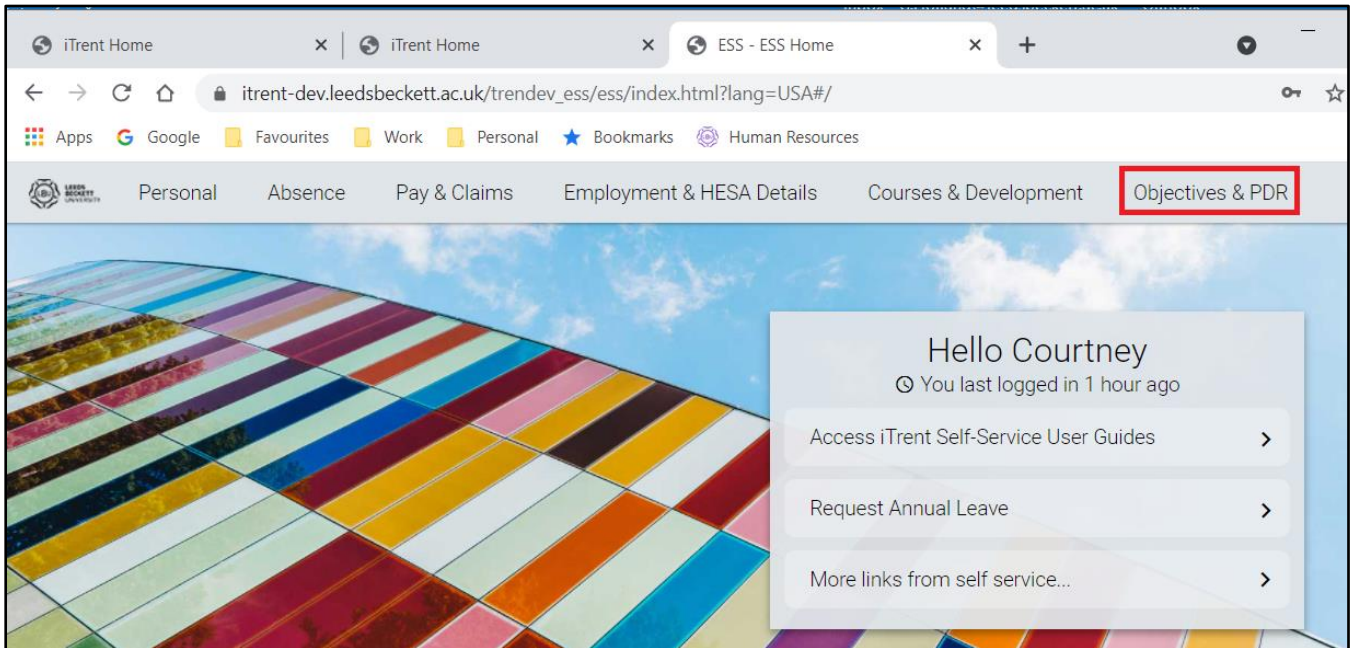 iTrent Home
iTrent Home
ESS - ESS Home
itrent-dev.leedsbeckett.ac.uk/trendev_ess/ess/index.html?lang=USA#/
Apps Google Favourites Work Personal Bookmarks Human Resources
LEEDS
BECKETT
UNIVERSITY
Personal Absence Pay & Claims Employment & HESA Details Courses & Development Objectives & PDR
Hello Courtney
You last logged in 1 hour ago
Access iTrent Self-Service User Guides
Request Annual Leave
More links from self service...